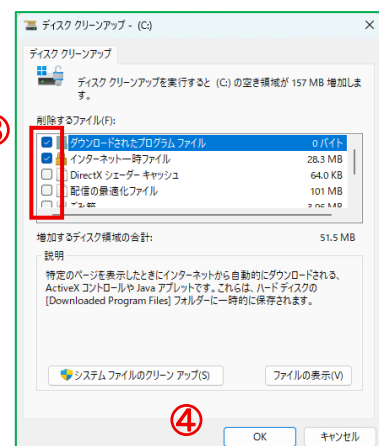 ディスク クリーンアップ - (C:)
ディスク クリーンアップ
ディスク クリーンアップを実行すると (C:) の空き領域が 157 MB 増加しま
す。
③
削除するファイル(F):
ダウンロードされたプログラム ファイル 0 バイト
インターネット一時ファイル 28.3 MB
DirectX シェーダー キャッシュ 64.0 KB
配信の最適化ファイル 101 MB
ごみ箱 3.96 MB
増加するディスク領域の合計: 51.5 MB
説明
特定のページを表示したときにインターネットから自動的にダウンロードされる、
ActiveX コントロールや Java アプレットです。これらは、ハード ディスクの
[Downloaded Program Files] フォルダーに一時的に保存されます。
システム ファイルのクリーン アップ(S) ファイルの表示(V)
④
OK キャンセル